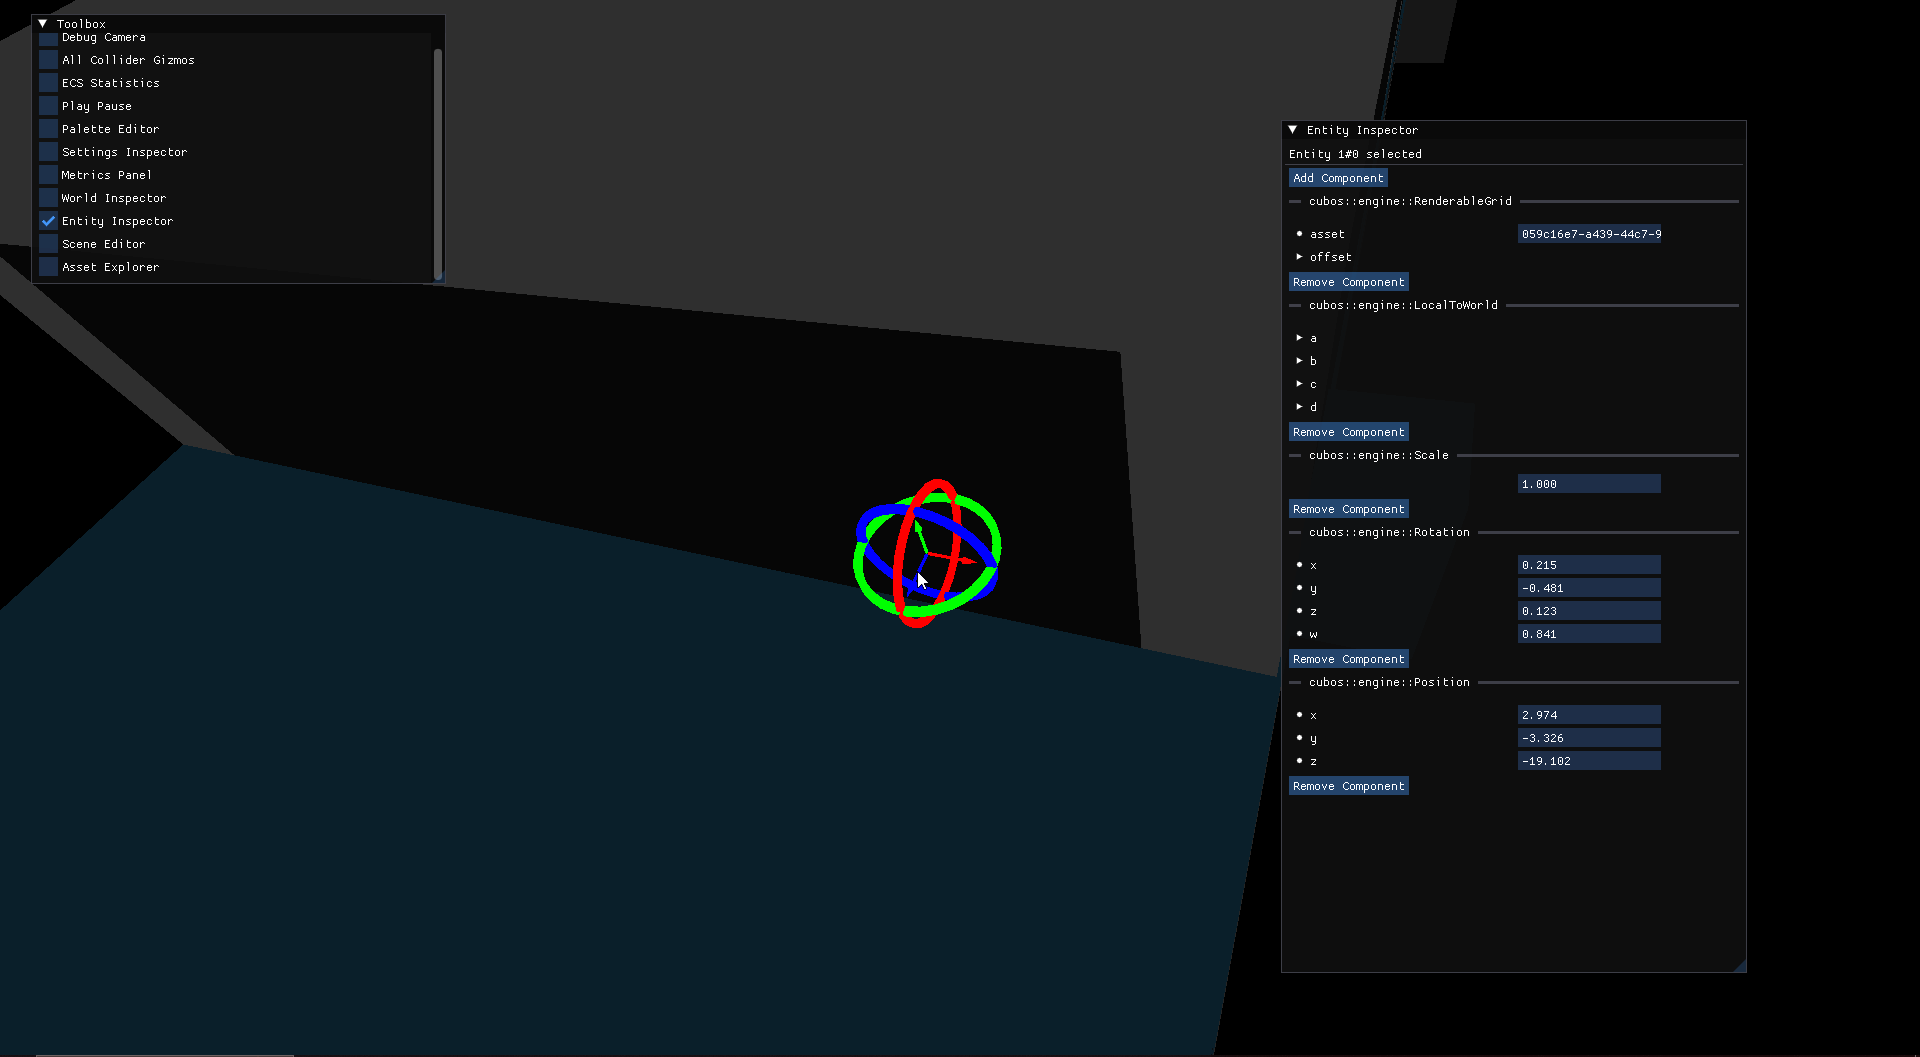 Toolbox
Debug Camera
All Collider Gizmos
ECS Statistics
Play Pause
Palette Editor
Settings Inspector
Metrics Panel
World Inspector
Entity Inspector
Scene Editor
Asset Explorer
Entity Inspector
Entity 1#0 selected
Add Component
cubos::engine::RenderableGrid
asset 059c16e7-a439-44c7-9
offset
Remove Component
cubos::engine::LocalToWorld
a
b
c
d
Remove Component
cubos::engine::Scale
1.000
Remove Component
cubos::engine::Rotation
x 0.215
y -0.481
z 0.123
w 0.841
Remove Component
cubos::engine::Position
x 2.974
y -3.326
z -19.102
Remove Component